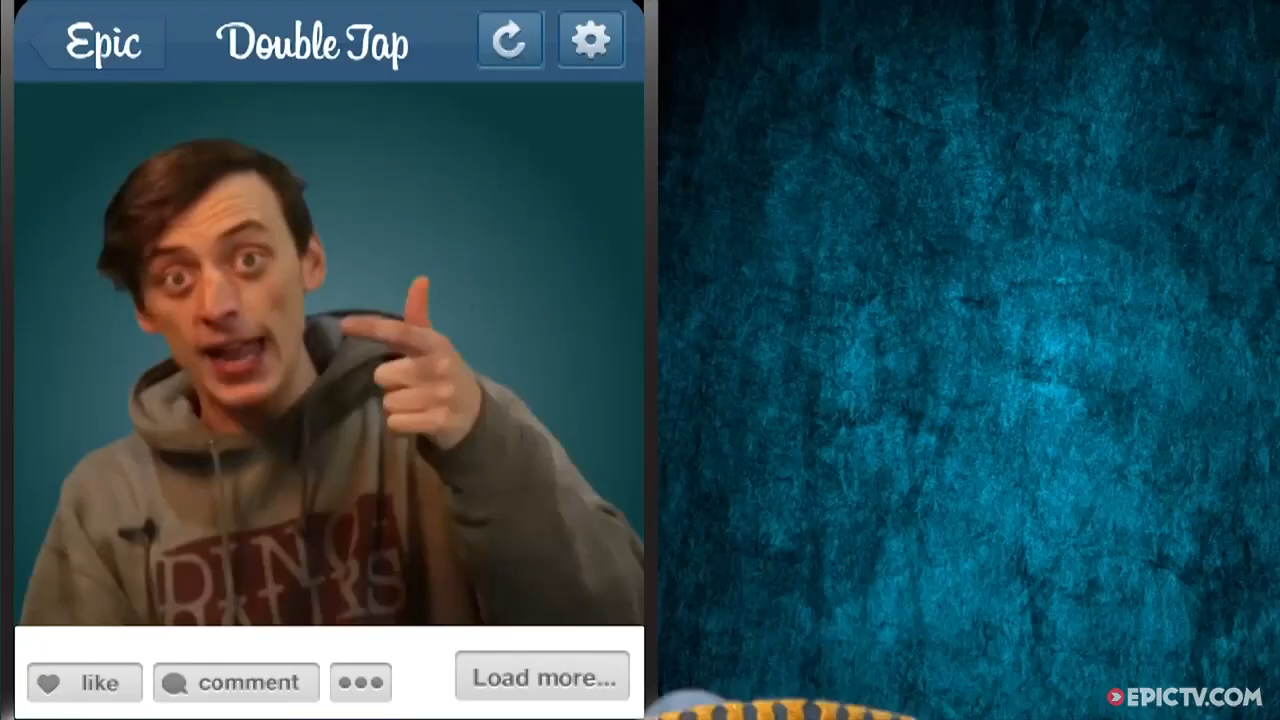 Epic
Double Tap
like
comment
Load more...
EPICTV.COM